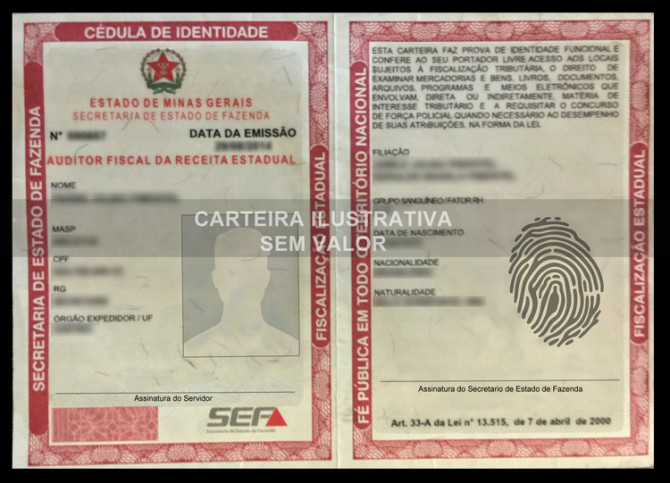 CÉDULA DE IDENTIDADE
SECRETARIA DE ESTADO DE FAZENDA
ESTADO DE MINAS GERAIS
SECRETARIA DE ESTADO DE FAZENDA
N°
DATA DA EMISSÃO
AUDITOR FISCAL DA RECEITA ESTADUAL
NOME
MASP
CPF
RG
ÓRGÃO EXPEDIDOR / UF
Assinatura do Servidor
SEF
Secretaria de Estado de Fazenda
FISCALIZAÇÃO ESTADUAL
CARTEIRA ILUSTRATIVA
SEM VALOR
FÉ PÚBLICA EM TODO O TERRITÓRIO NACIONAL
ESTA CARTEIRA FAZ PROVA DE IDENTIDADE FUNCIONAL E
CONFERE AO SEU PORTADOR LIVRE ACESSO AOS LOCAIS
SUJEITOS À FISCALIZAÇÃO TRIBUTÁRIA, O DIREITO DE
EXAMINAR MERCADORIAS E BENS, LIVROS, DOCUMENTOS,
ARQUIVOS, PROGRAMAS E MEIOS ELETRÔNICOS QUE
ENVOLVAM, DIRETA OU INDIRETAMENTE, MATÉRIA DE
INTERESSE TRIBUTÁRIO E A REQUISITAR O CONCURSO
DE FORÇA POLICIAL QUANDO NECESSÁRIO AO DESEMPENHO
DE SUAS ATRIBUIÇÕES, NA FORMA DA LEI.
FILIAÇÃO
GRUPO SANGUÍNEO / FATOR RH
DATA DE NASCIMENTO
NACIONALIDADE
NATURALIDADE
Assinatura do Secretario de Estado de Fazenda
Art. 33-A da Lei n° 13.515, de 7 de abril de 2000
FISCALIZAÇÃO ESTADUAL